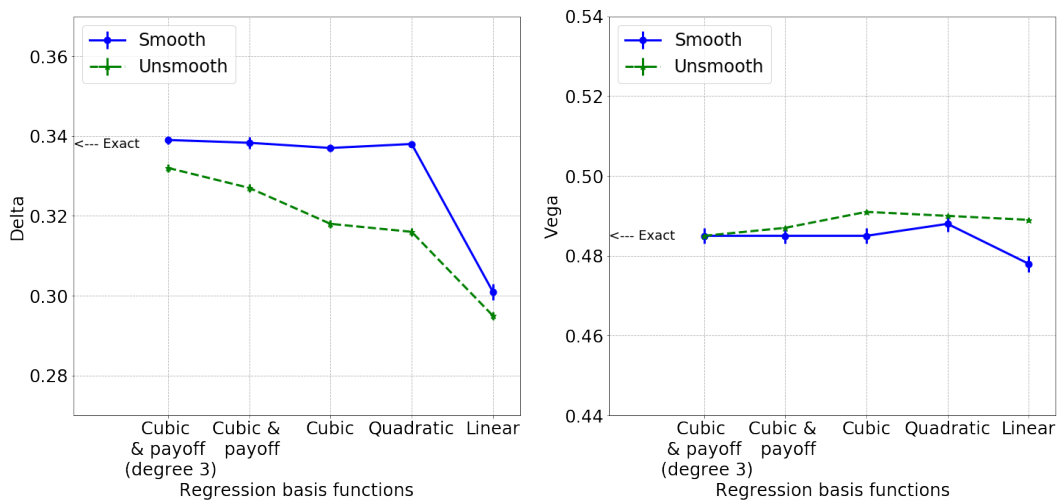 Smooth
Unsmooth
0.36
0.34
<--- Exact
0.32
0.30
0.28
Delta
Cubic
& payoff
(degree 3)
Cubic &
payoff
Cubic
Quadratic
Linear
Regression basis functions
Smooth
Unsmooth
0.54
0.52
0.50
<--- Exact
0.48
0.46
0.44
Vega
Cubic
& payoff
(degree 3)
Cubic &
payoff
Cubic
Quadratic
Linear
Regression basis functions